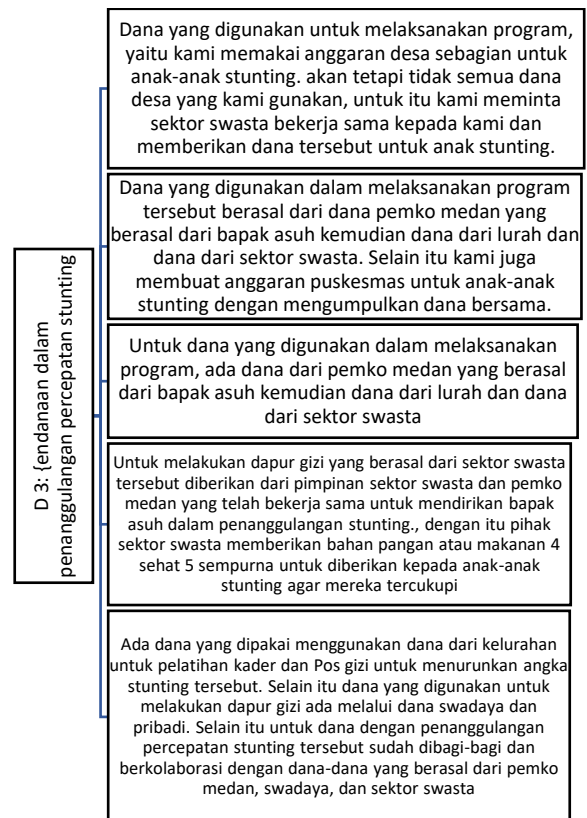 D 3: {endanaan dalam
penanggulangan percepatan stunting
Dana yang digunakan untuk melaksanakan program,
yaitu kami memakai anggaran desa sebagian untuk
anak-anak stunting. akan tetapi tidak semua dana
desa yang kami gunakan, untuk itu kami meminta
sektor swasta bekerja sama kepada kami dan
memberikan dana tersebut untuk anak stunting.
Dana yang digunakan dalam melaksanakan program
tersebut berasal dari dana pemko medan yang
berasal dari bapak asuh kemudian dana dari lurah dan
dana dari sektor swasta. Selain itu kami juga
membuat anggaran puskesmas untuk anak-anak
stunting dengan mengumpulkan dana bersama.
Untuk dana yang digunakan dalam melaksanakan
program, ada dana dari pemko medan yang berasal
dari bapak asuh kemudian dana dari lurah dan dana
dari sektor swasta
Untuk melakukan dapur gizi yang berasal dari sektor swasta
tersebut diberikan dari pimpinan sektor swasta dan pemko
medan yang telah bekerja sama untuk mendirikan bapak
asuh dalam penanggulangan stunting., dengan itu pihak
sektor swasta memberikan bahan pangan atau makanan 4
sehat 5 sempurna untuk diberikan kepada anak-anak
stunting agar mereka tercukupi
Ada dana yang dipakai menggunakan dana dari kelurahan
untuk pelatihan kader dan Pos gizi untuk menurunkan angka
stunting tersebut. Selain itu dana yang digunakan untuk
melakukan dapur gizi ada melalui dana swadaya dan
pribadi. Selain itu untuk dana dengan penanggulangan
percepatan stunting tersebut sudah dibagi-bagi dan
berkolaborasi dengan dana-dana yang berasal dari pemko
medan, swadaya, dan sektor swasta